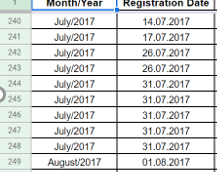 1 Month/Year Registration Date
240 July/2017 14.07.2017
241 July/2017 17.07.2017
242 July/2017 26.07.2017
243 July/2017 26.07.2017
244 July/2017 31.07.2017
245 July/2017 31.07.2017
246 July/2017 31.07.2017
247 July/2017 31.07.2017
248 July/2017 31.07.2017
249 August/2017 01.08.2017